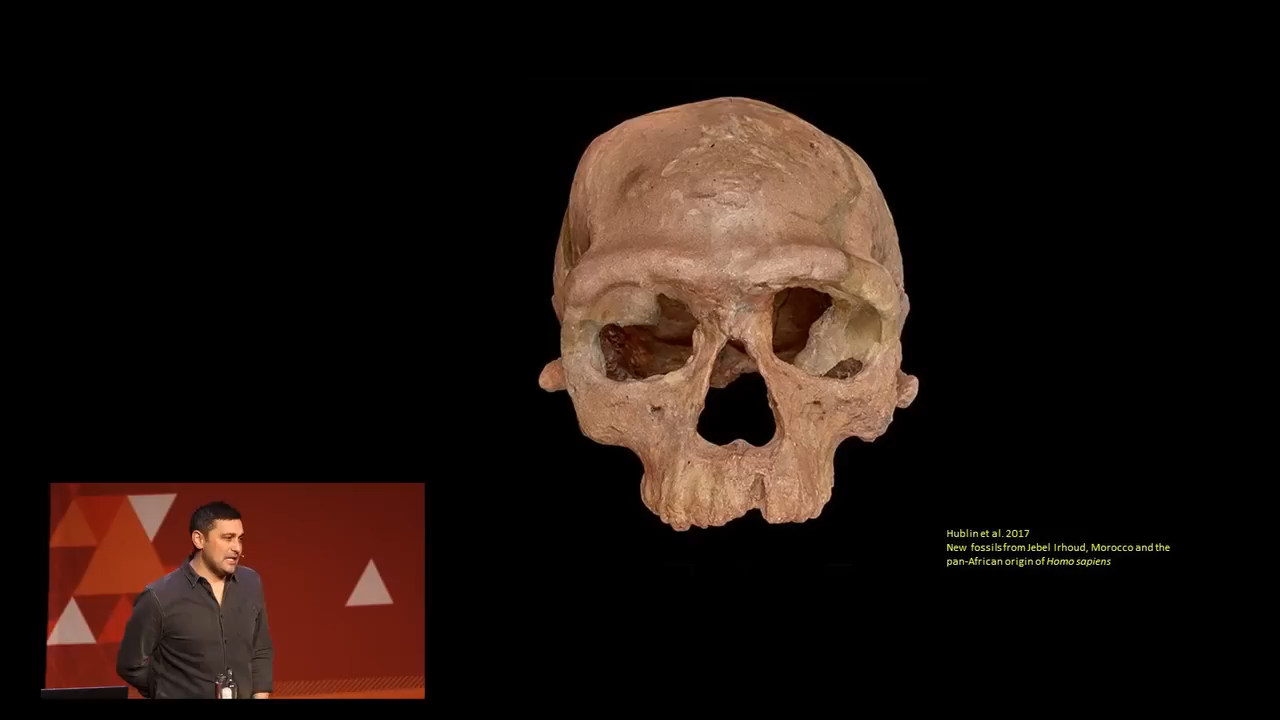 Hublin et al. 2017
New fossils from Jebel Irhoud, Morocco and the
pan-African origin of Homo sapiens